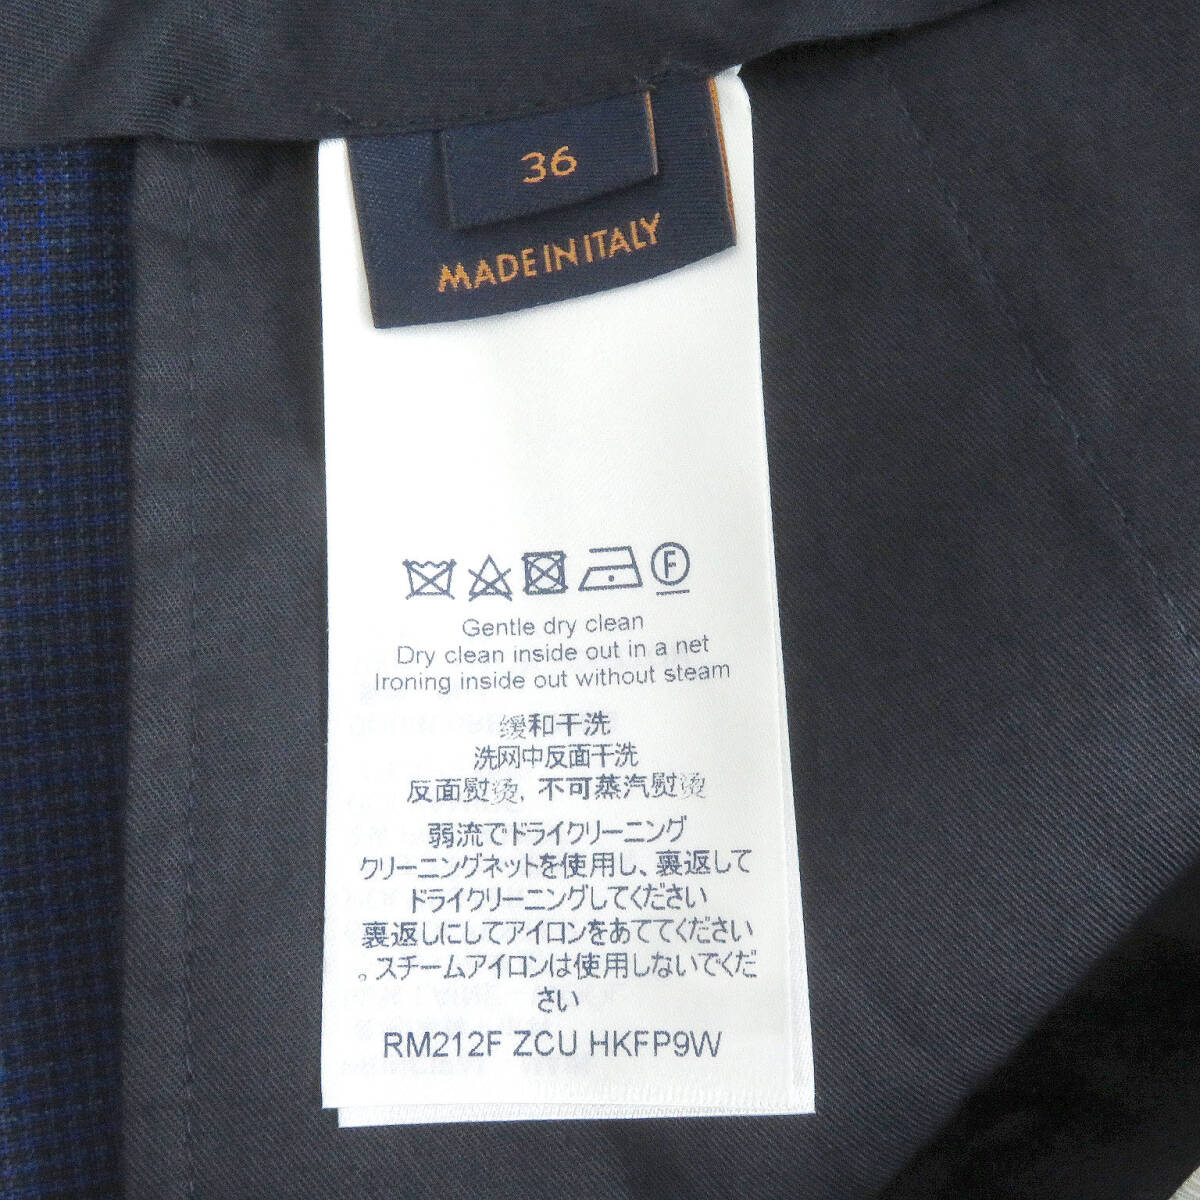 36
MADE IN ITALY
F
Gentle dry clean
Dry clean inside out in a net
Ironing inside out without steam
缓和干洗
洗网中反面干洗
反面熨烫, 不可蒸汽熨烫
弱流でドライクリーニング
クリーニングネットを使用し、裏返して
ドライクリーニングしてください
裏返しにしてアイロンをあててください
。スチームアイロンは使用しないでくだ
さい
RM212F ZCU HKFP9W